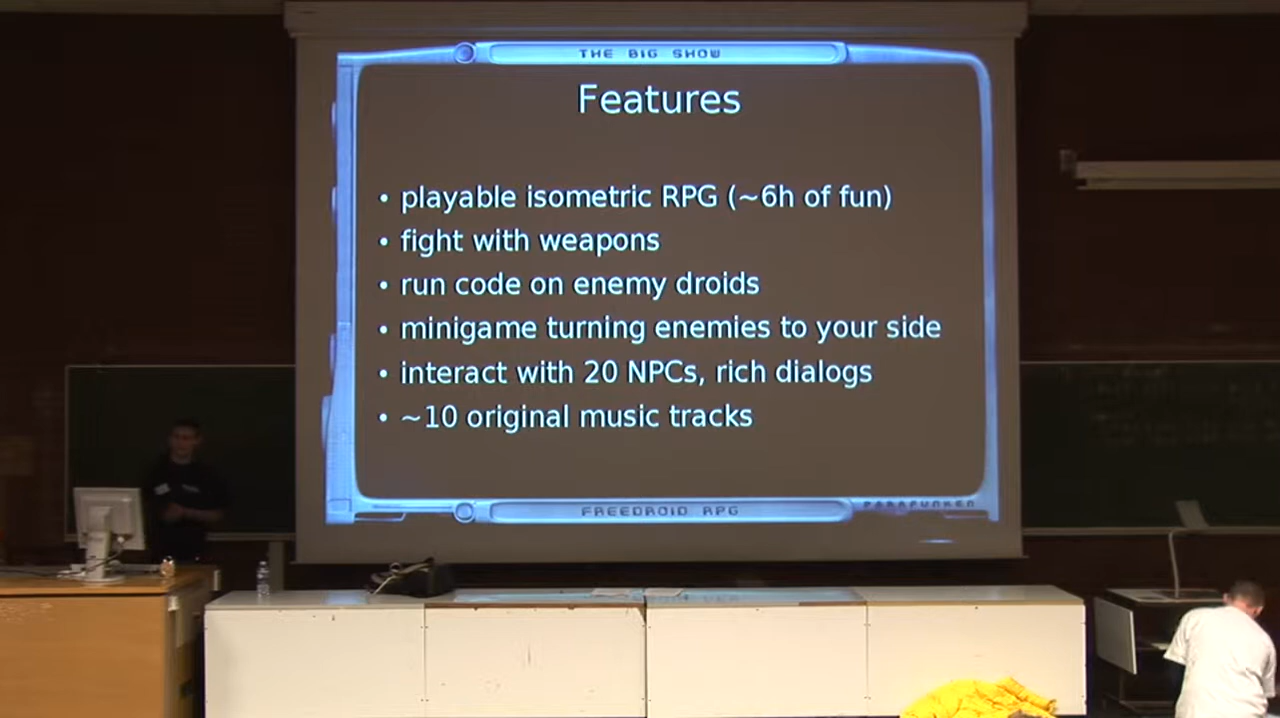 THE BIG SHOW
Features
• playable isometric RPG (~6h of fun)
• fight with weapons
• run code on enemy droids
• minigame turning enemies to your side
• interact with 20 NPCs, rich dialogs
• ~10 original music tracks
FREEDROID RPG
PARAFUNKEN